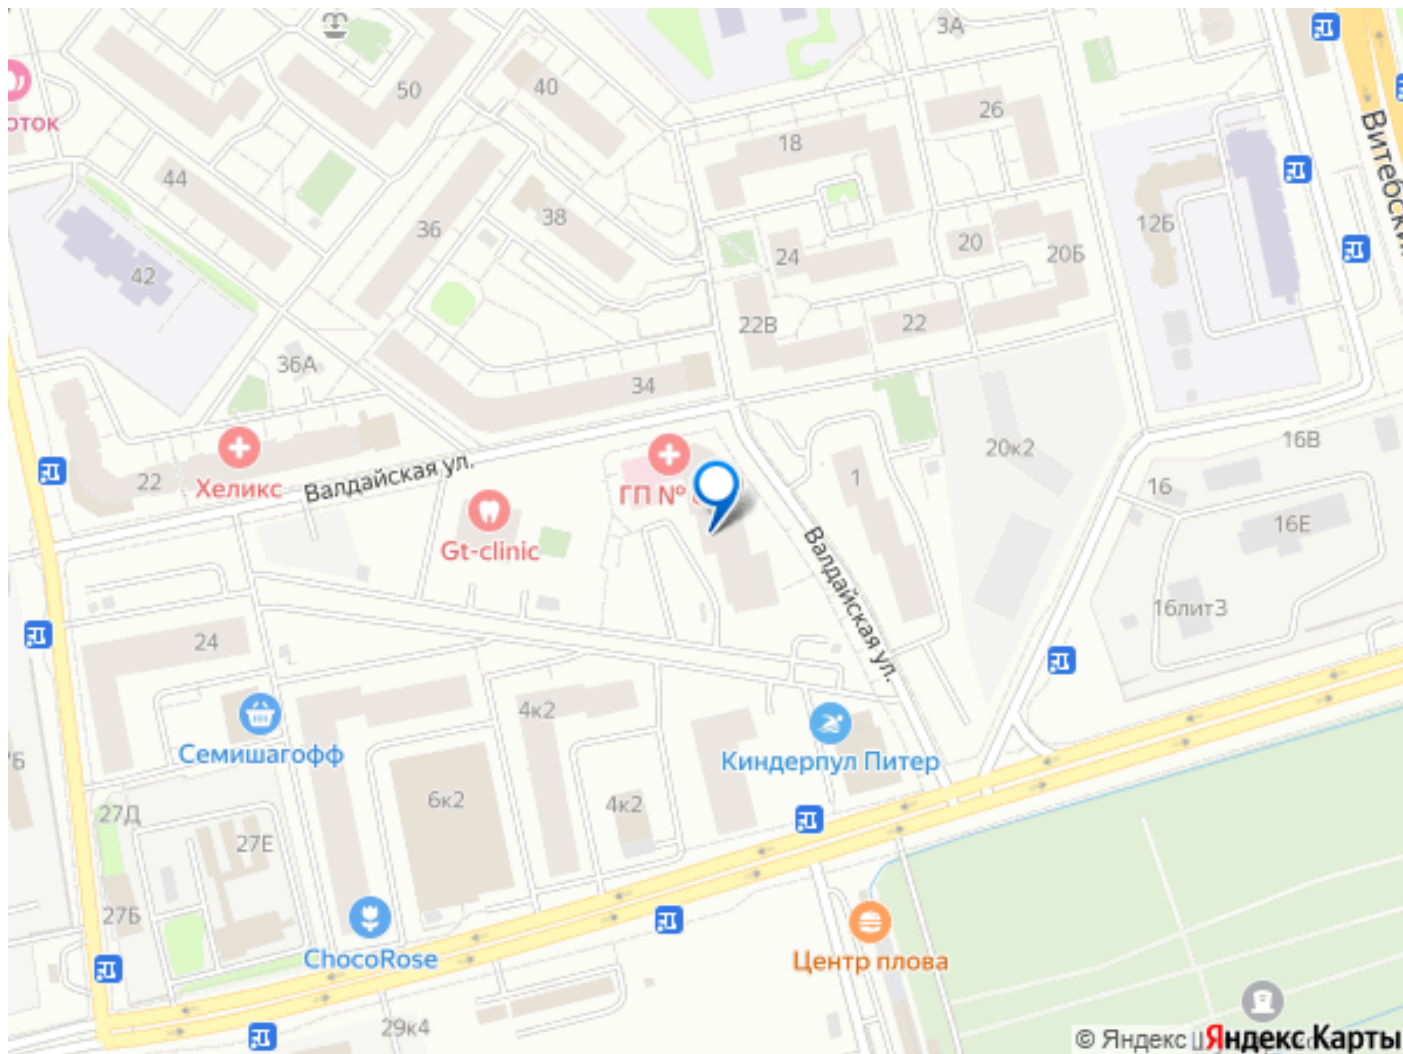 3А
50
40
26
оток
18
Витебский
44
38
12Б
36
20
24
20Б
42
22В
22
36А
34
16В
20к2
22
Хеликс
Валдайская ул.
ГП №
1
16
Gt-clinic
16Е
Валдайская ул.
16лит3
24
4к2
Семишагофф
Киндерпул Питер
6к2
4к2
27Д
27Е
27Б
ChocoRose
Центр плова
29к4
© Яндекс
Яндекс Карты